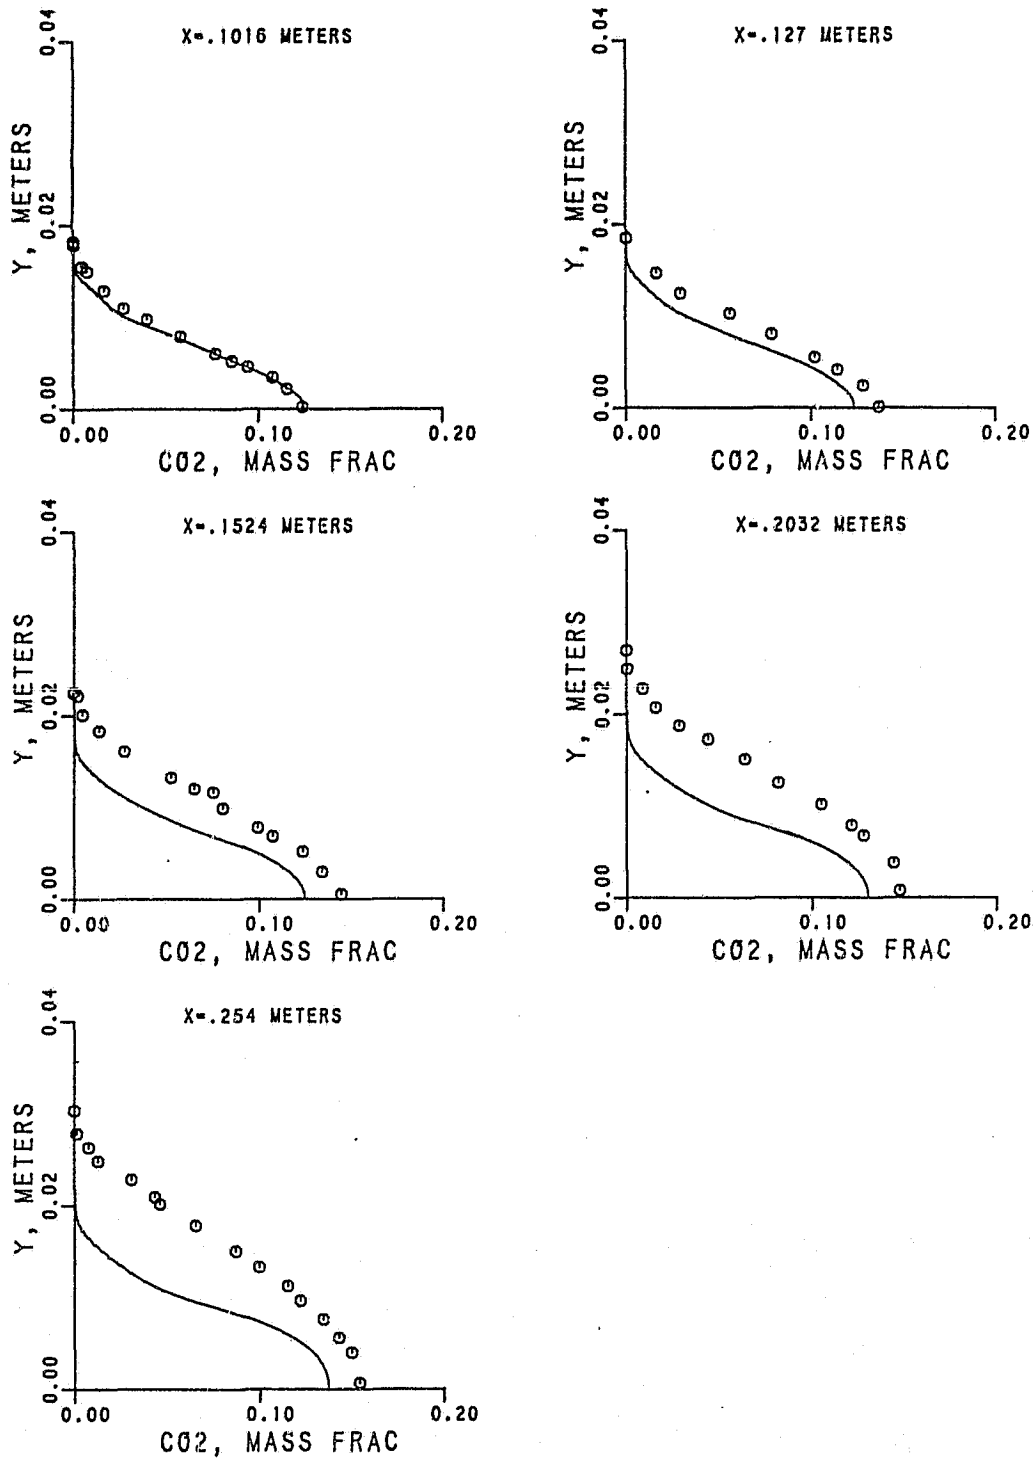 X=.1016 METERS
0.04
0.02
0.00
Y, METERS
0.00 0.10 0.20
CO2, MASS FRAC
X=.127 METERS
0.04
0.02
0.00
Y, METERS
0.00 0.10 0.20
CO2, MASS FRAC
X=.1524 METERS
0.04
0.02
0.00
Y, METERS
0.00 0.10 0.20
CO2, MASS FRAC
X=.2032 METERS
0.04
0.02
0.00
Y, METERS
0.00 0.10 0.20
CO2, MASS FRAC
X=.254 METERS
0.04
0.02
0.00
Y, METERS
0.00 0.10 0.20
CO2, MASS FRAC